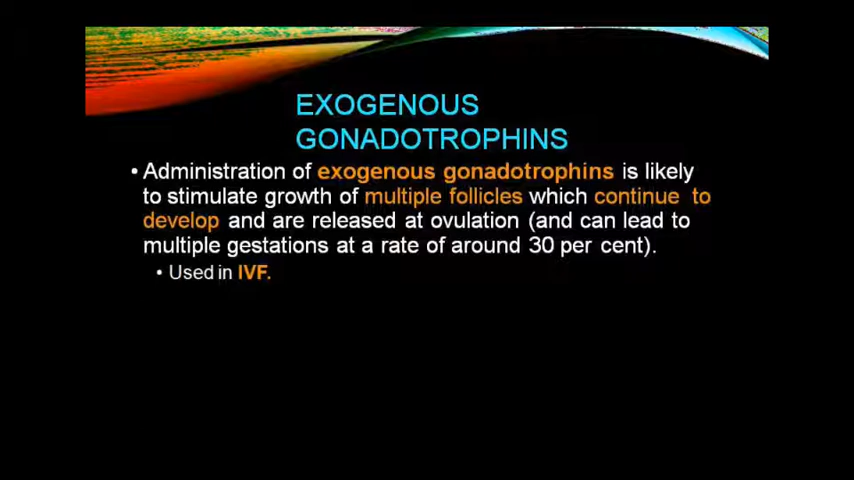 EXOGENOUS
GONADOTROPHINS
• Administration of exogenous gonadotrophins is likely
to stimulate growth of multiple follicles which continue to
develop and are released at ovulation (and can lead to
multiple gestations at a rate of around 30 per cent).
• Used in IVF.